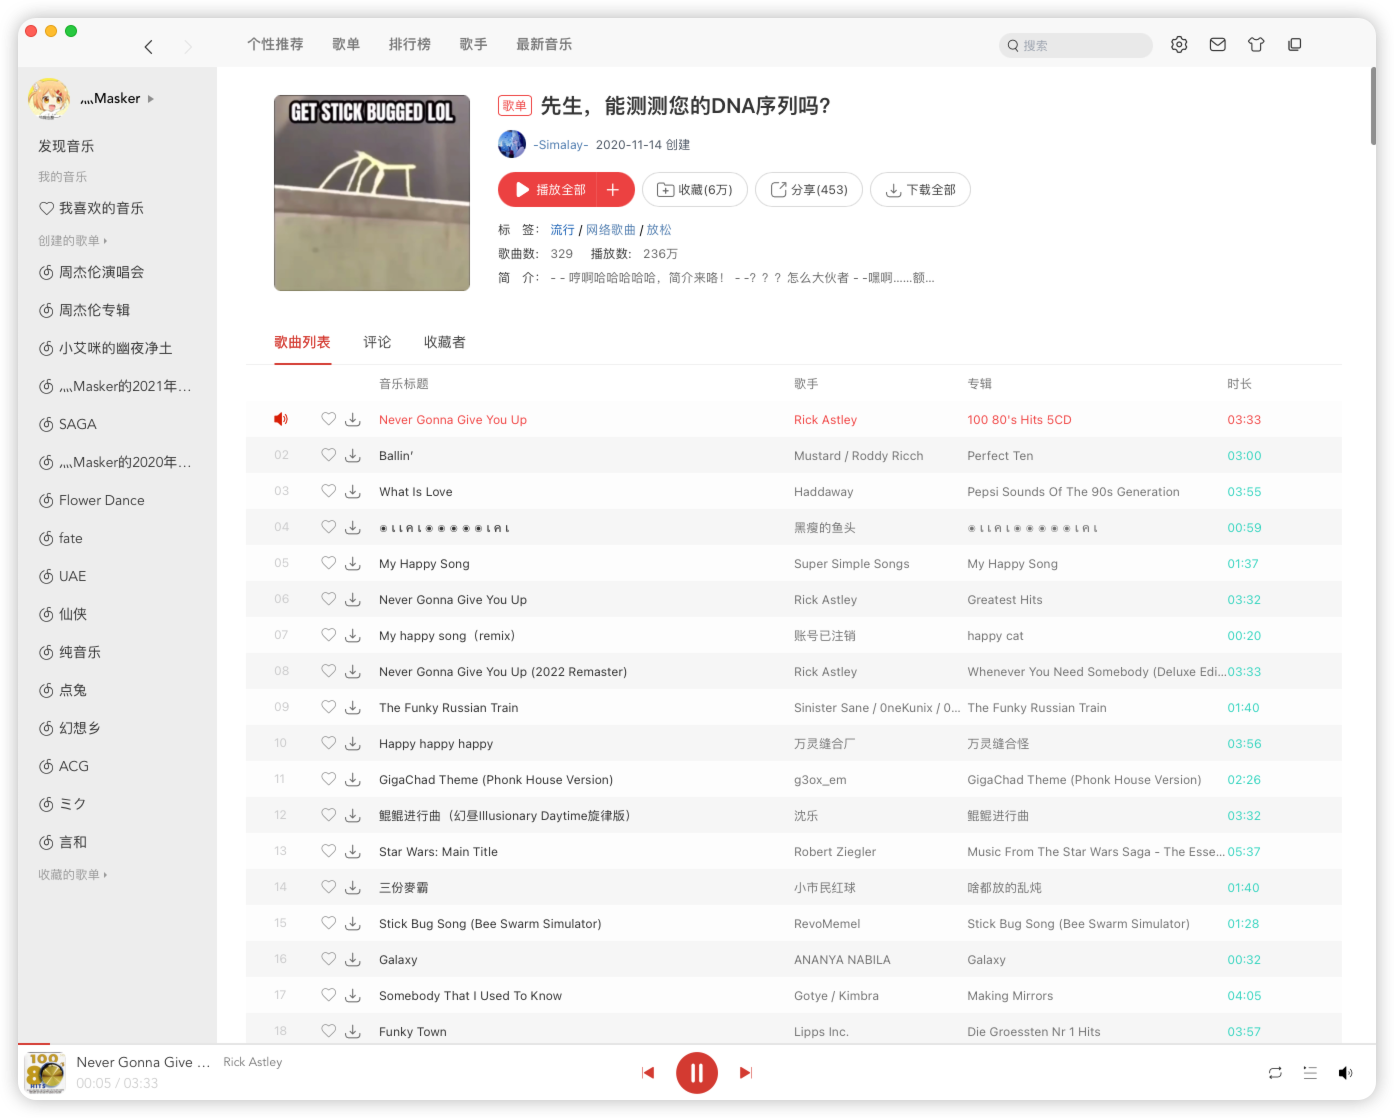 个性推荐 歌单 排行榜 歌手 最新音乐 搜索
灬Masker
发现音乐
我的音乐
我喜欢的音乐
创建的歌单
周杰伦演唱会
周杰伦专辑
小艾咪的幽夜净土
灬Masker的2021年...
SAGA
灬Masker的2020年...
Flower Dance
fate
UAE
仙侠
纯音乐
点兔
幻想乡
ACG
ミク
言和
收藏的歌单
GET STICK BUGGED LOL
歌单 先生，能测测您的DNA序列吗？
-Simalay- 2020-11-14 创建
播放全部 收藏(6万) 分享(453) 下载全部
标 签： 流行 / 网络歌曲 / 放松
歌曲数： 329 播放数： 236万
简 介： - - 哼啊哈哈哈哈哈，简介来咯！ - -？？？怎么大伙者 - -嘿啊......额...
歌曲列表 评论 收藏者
音乐标题 歌手 专辑 时长
Never Gonna Give You Up Rick Astley 100 80's Hits 5CD 03:33
02 Ballin' Mustard / Roddy Ricch Perfect Ten 03:00
03 What Is Love Haddaway Pepsi Sounds Of The 90s Generation 03:55
04 黑瘦的鱼头 00:59
05 My Happy Song Super Simple Songs My Happy Song 01:37
06 Never Gonna Give You Up Rick Astley Greatest Hits 03:32
07 My happy song（remix） 账号已注销 happy cat 00:20
08 Never Gonna Give You Up (2022 Remaster) Rick Astley Whenever You Need Somebody (Deluxe Edi... 03:33
09 The Funky Russian Train Sinister Sane / 0neKunix / 0... The Funky Russian Train 01:40
10 Happy happy happy 万灵缝合厂 万灵缝合怪 03:56
11 GigaChad Theme (Phonk House Version) g3ox_em GigaChad Theme (Phonk House Version) 02:26
12 鲲鲲进行曲（幻昼Illusionary Daytime旋律版） 沈乐 鲲鲲进行曲 03:32
13 Star Wars: Main Title Robert Ziegler Music From The Star Wars Saga - The Esse... 05:37
14 三份麥霸 小市民红球 啥都放的乱炖 01:40
15 Stick Bug Song (Bee Swarm Simulator) RevoMemel Stick Bug Song (Bee Swarm Simulator) 01:28
16 Galaxy ANANYA NABILA Galaxy 00:32
17 Somebody That I Used To Know Gotye / Kimbra Making Mirrors 04:05
18 Funky Town Lipps Inc. Die Groessten Nr 1 Hits 03:57
100
80's
HITS
Never Gonna Give ... Rick Astley
00:05 / 03:33